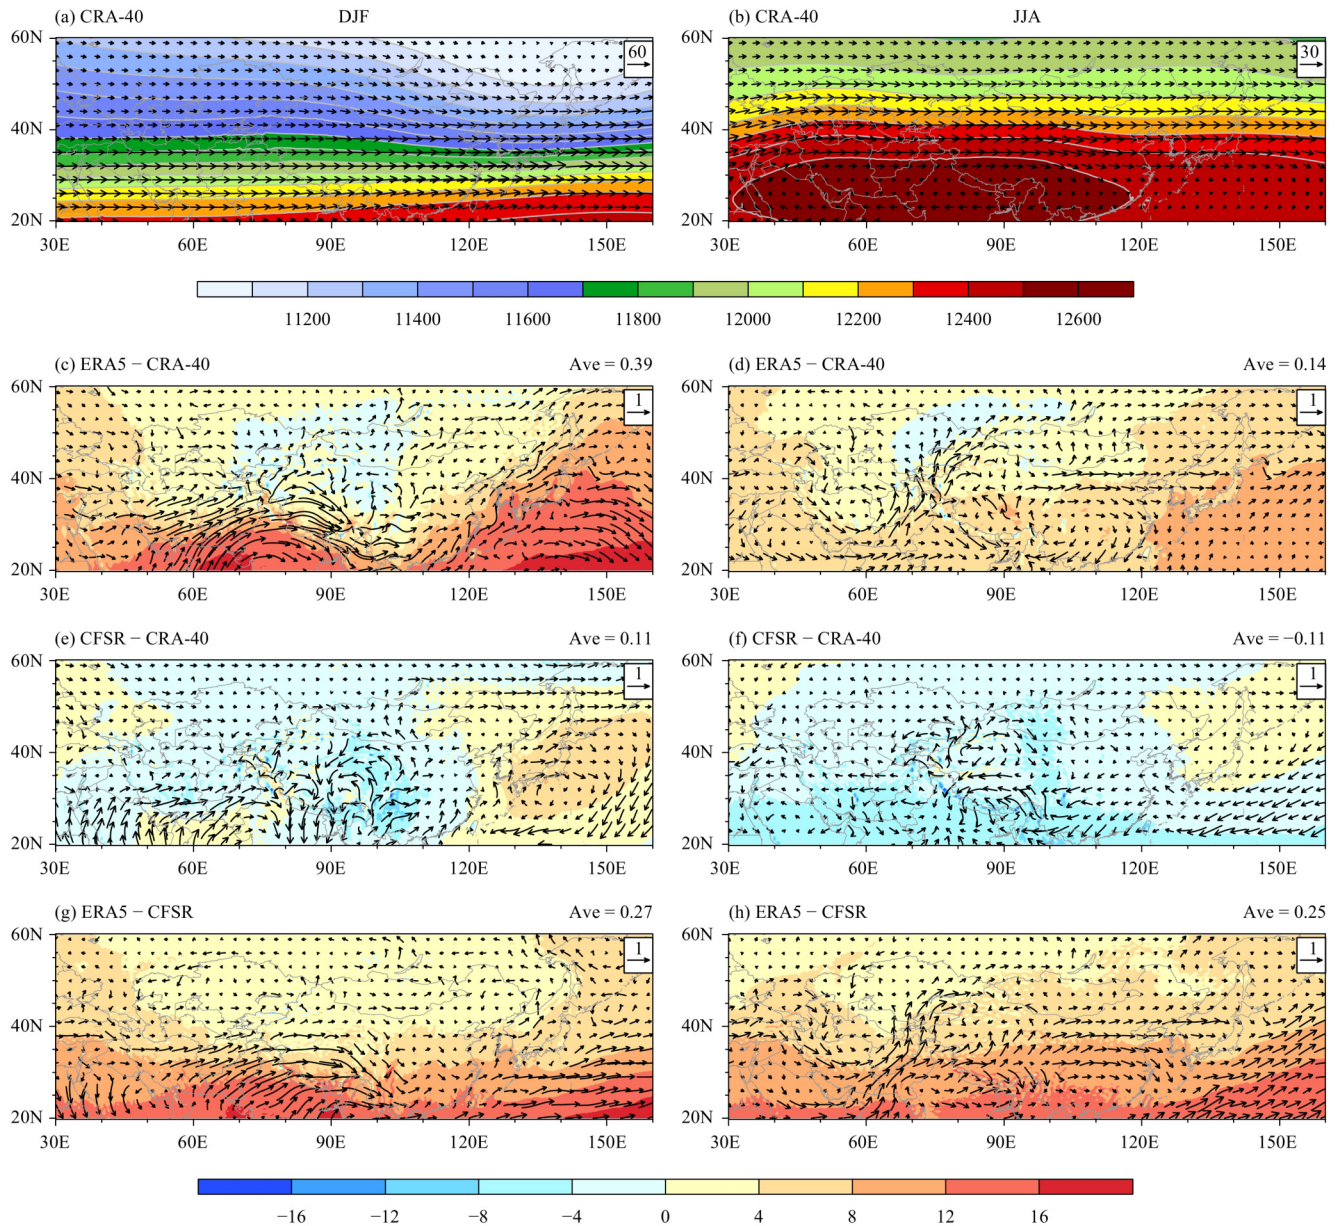 (a) CRA-40 DJF
(b) CRA-40 JJA
60N 40N 20N
60
30
30E 60E 90E 120E 150E
30E 60E 90E 120E 150E
11200 11400 11600 11800 12000 12200 12400 12600
(c) ERA5 − CRA-40 Ave = 0.39
(d) ERA5 − CRA-40 Ave = 0.14
60N 40N 20N
60N 40N 20N
1
1
30E 60E 90E 120E 150E
30E 60E 90E 120E 150E
(e) CFSR − CRA-40 Ave = 0.11
(f) CFSR − CRA-40 Ave = −0.11
60N 40N 20N
60N 40N 20N
1
1
30E 60E 90E 120E 150E
30E 60E 90E 120E 150E
(g) ERA5 − CFSR Ave = 0.27
(h) ERA5 − CFSR Ave = 0.25
60N 40N 20N
60N 40N 20N
1
1
30E 60E 90E 120E 150E
30E 60E 90E 120E 150E
−16 −12 −8 −4 0 4 8 12 16